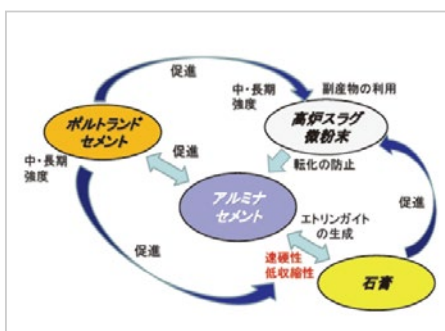 促進
中・長期
強度
副産物の利用
高炉スラグ
微粉末
ポルトランド
セメント
中・長期
強度
促進
転化の防止
アルミナ
セメント
エトリンガイト
の生成
促進
速硬性
低収縮性
促進
石膏